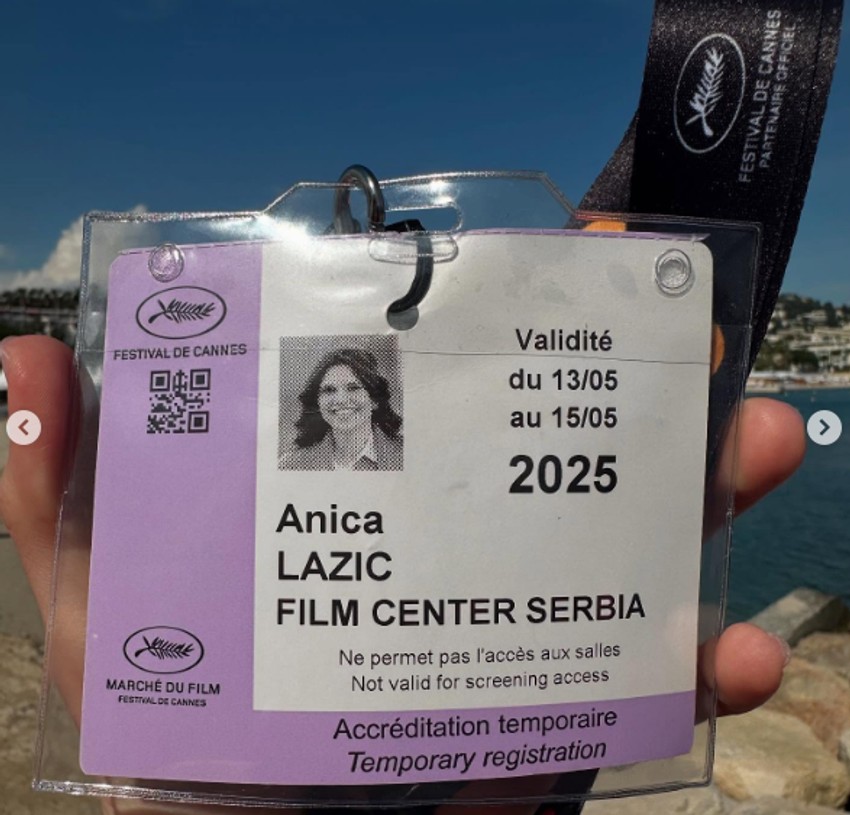 FESTIVAL DE CANNES
PARTENAIRE OFFICIEL
FESTIVAL DE CANNES
Validité
du 13/05
au 15/05
2025
Anica
LAZIC
FILM CENTER SERBIA
Ne permet pas l'accès aux salles
Not valid for screening access
MARCHÉ DU FILM
FESTIVAL DE CANNES
Accréditation temporaire
Temporary registration